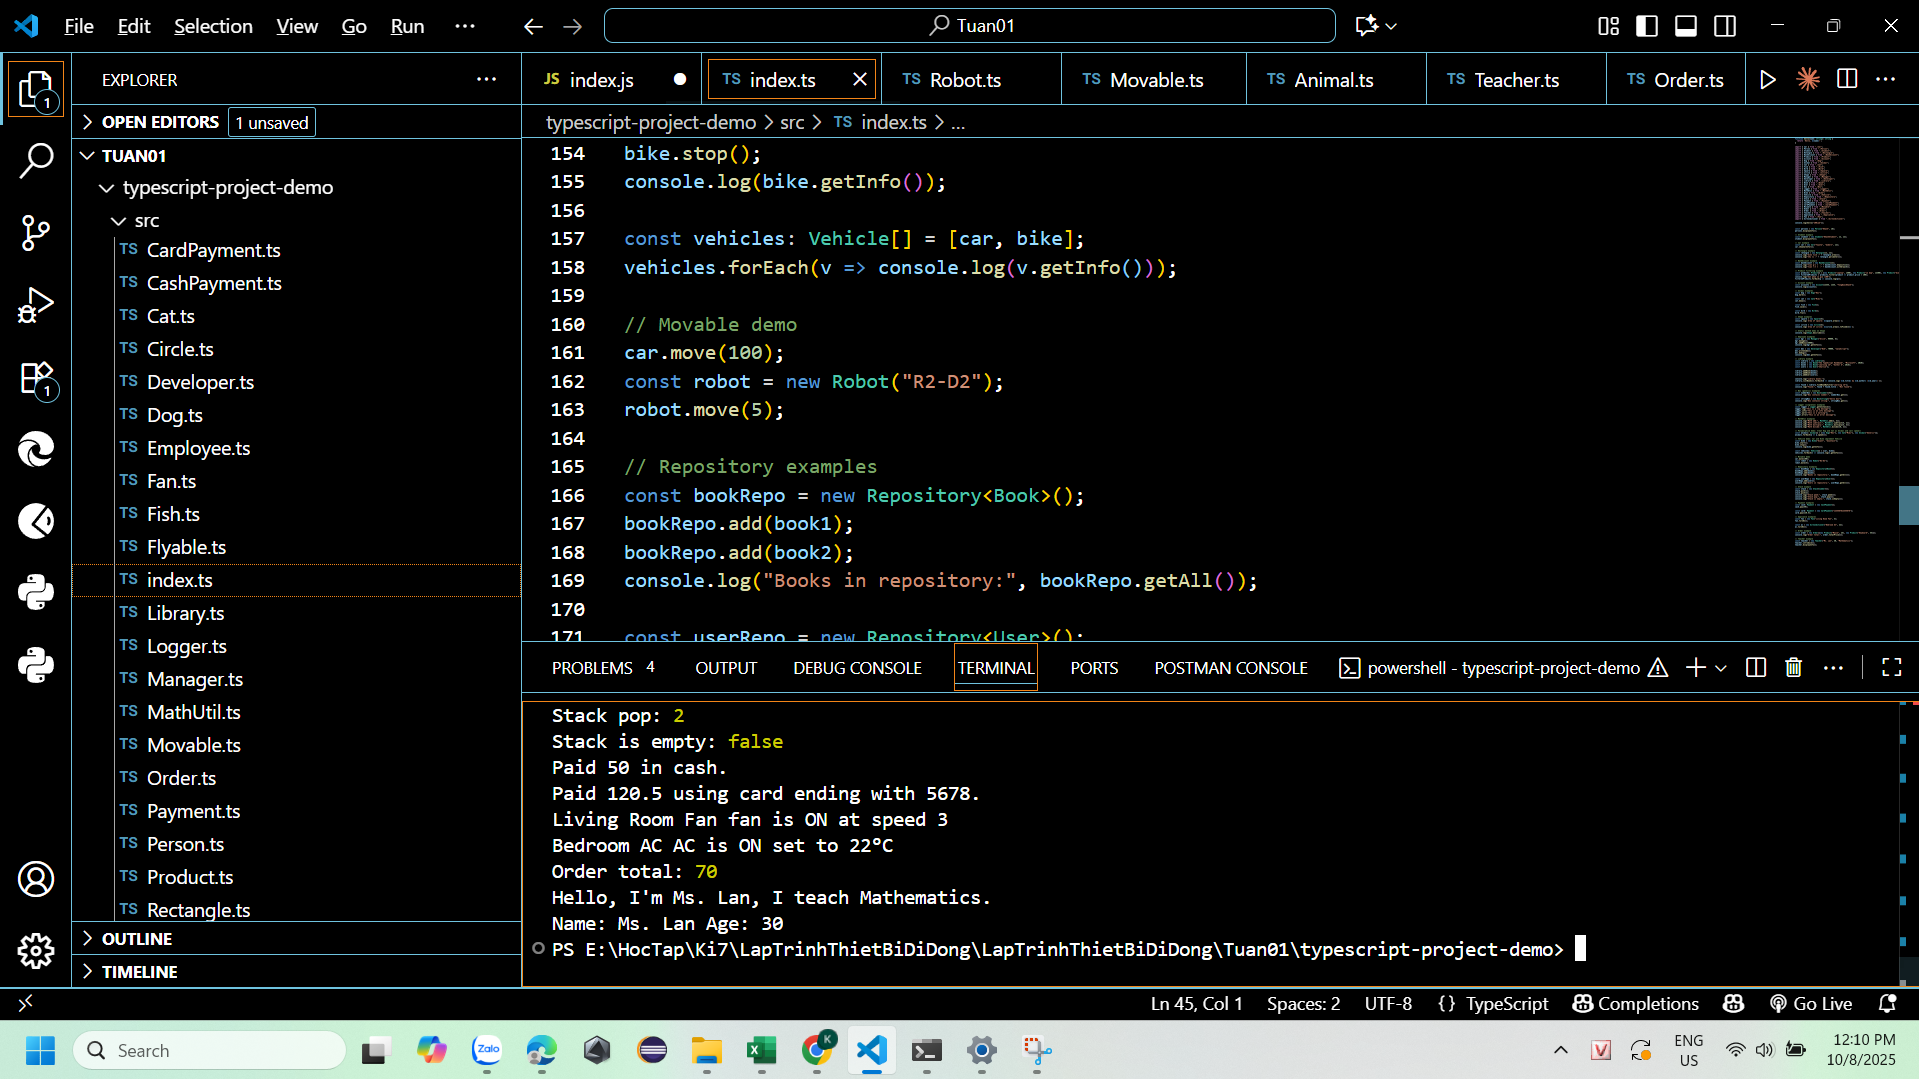 File Edit Selection View Go Run
Tuan01
EXPLORER
OPEN EDITORS 1 unsaved
TUAN01
typescript-project-demo
src
TS CardPayment.ts
TS CashPayment.ts
TS Cat.ts
TS Circle.ts
TS Developer.ts
TS Dog.ts
TS Employee.ts
TS Fan.ts
TS Fish.ts
TS Flyable.ts
TS index.ts
TS Library.ts
TS Logger.ts
TS Manager.ts
TS MathUtil.ts
TS Movable.ts
TS Order.ts
TS Payment.ts
TS Person.ts
TS Product.ts
TS Rectangle.ts
OUTLINE
TIMELINE
1
1
JS index.js TS index.ts TS Robot.ts TS Movable.ts TS Animal.ts TS Teacher.ts TS Order.ts
typescript-project-demo > src > TS index.ts > ...
154 bike.stop();
155 console.log(bike.getInfo());
156
157 const vehicles: Vehicle[] = [car, bike];
158 vehicles.forEach(v => console.log(v.getInfo()));
159
160 // Movable demo
161 car.move(100);
162 const robot = new Robot("R2-D2");
163 robot.move(5);
164
165 // Repository examples
166 const bookRepo = new Repository<Book>();
167 bookRepo.add(book1);
168 bookRepo.add(book2);
169 console.log("Books in repository:", bookRepo.getAll());
170
171 const userRepo = new Repository<User>();
PROBLEMS 4 OUTPUT DEBUG CONSOLE TERMINAL PORTS POSTMAN CONSOLE powershell - typescript-project-demo
Stack pop: 2
Stack is empty: false
Paid 50 in cash.
Paid 120.5 using card ending with 5678.
Living Room Fan fan is ON at speed 3
Bedroom AC AC is ON set to 22°C
Order total: 70
Hello, I'm Ms. Lan, I teach Mathematics.
Name: Ms. Lan Age: 30
PS E:\HocTap\Ki7\LapTrinhThietBiDiDong\LapTrinhThietBiDiDong\Tuan01\typescript-project-demo>
Ln 45, Col 1 Spaces: 2 UTF-8 {} TypeScript Completions Go Live
Search
Zalo
K
V
ENG
US
12:10 PM
10/8/2025